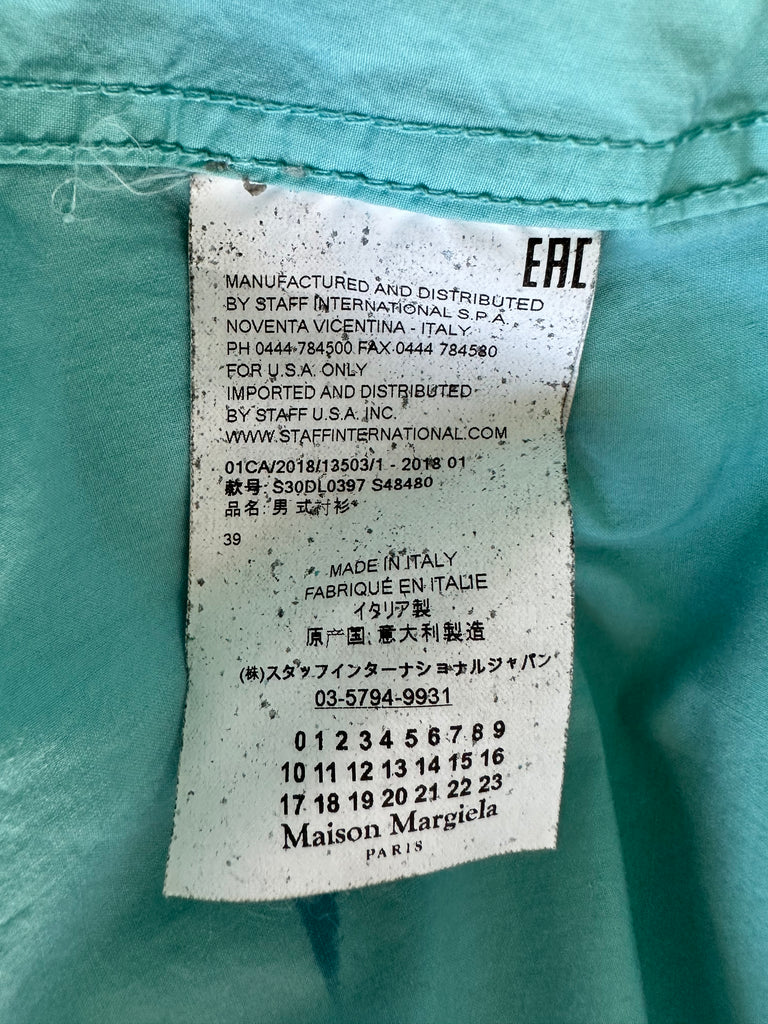 EAC
MANUFACTURED AND DISTRIBUTED
BY STAFF INTERNATIONAL S.P.A.
NOVENTA VICENTINA - ITALY
PH 0444 784500 FAX 0444 784580
FOR U.S.A. ONLY
IMPORTED AND DISTRIBUTED
BY STAFF U.S.A. INC.
WWW.STAFFINTERNATIONAL.COM
01CA/2018/13503/1 - 2018 01
款号: S30DL0397 S48480
品名: 男式衬衫
39
MADE IN ITALY
FABRIQUÉ EN ITALIE
イタリア製
原产国: 意大利製造
(株)スタッフインターナショナルジャパン
03-5794-9931
0 1 2 3 4 5 6 7 8 9
10 11 12 13 14 15 16
17 18 19 20 21 22 23
Maison Margiela
PARIS